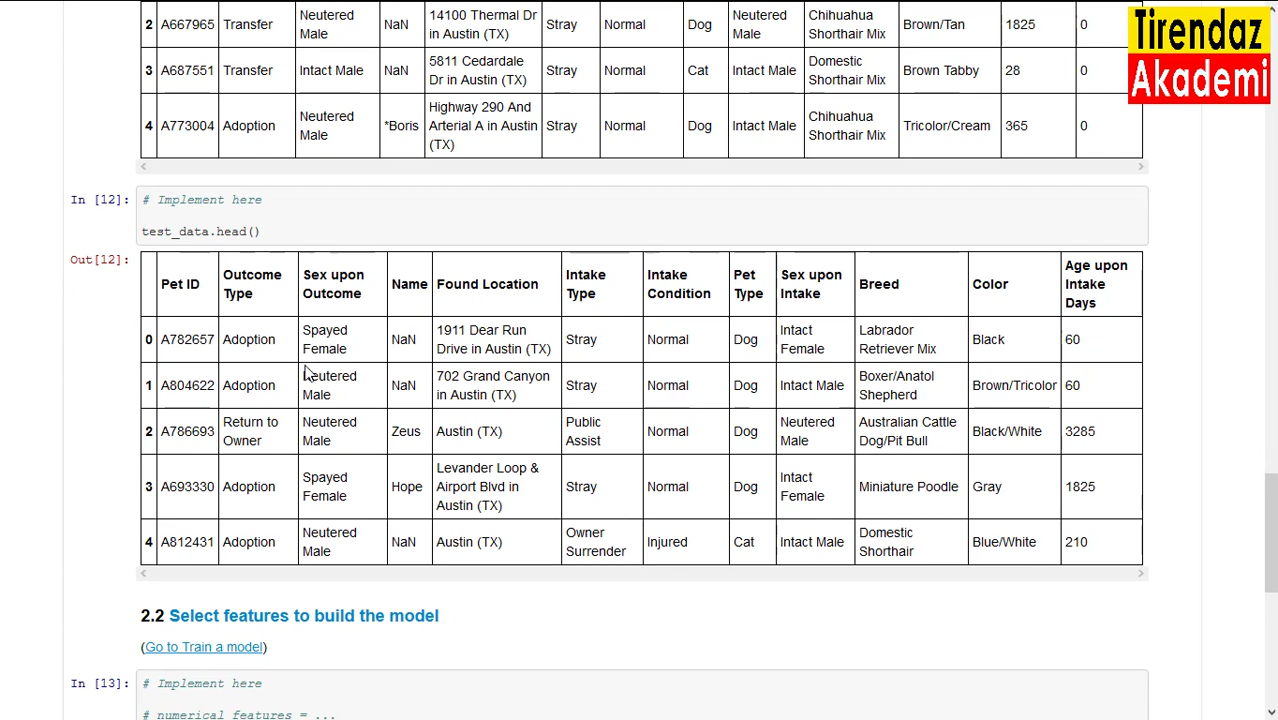 Tirendaz
Akademi
2 A667965 Transfer Neutered Male NaN 14100 Thermal Dr in Austin (TX) Stray Normal Dog Neutered Male Chihuahua Shorthair Mix Brown/Tan 1825 0
3 A687551 Transfer Intact Male NaN 5811 Cedardale Dr in Austin (TX) Stray Normal Cat Intact Male Domestic Shorthair Mix Brown Tabby 28 0
4 A773004 Adoption Neutered Male *Boris Highway 290 And Arterial A in Austin (TX) Stray Normal Dog Intact Male Chihuahua Shorthair Mix Tricolor/Cream 365 0
In [12]: # Implement here
test_data.head()
Out[12]:
Pet ID Outcome Type Sex upon Outcome Name Found Location Intake Type Intake Condition Pet Type Sex upon Intake Breed Color Age upon Intake Days
0 A782657 Adoption Spayed Female NaN 1911 Dear Run Drive in Austin (TX) Stray Normal Dog Intact Female Labrador Retriever Mix Black 60
1 A804622 Adoption Neutered Male NaN 702 Grand Canyon in Austin (TX) Stray Normal Dog Intact Male Boxer/Anatol Shepherd Brown/Tricolor 60
2 A786693 Return to Owner Neutered Male Zeus Austin (TX) Public Assist Normal Dog Neutered Male Australian Cattle Dog/Pit Bull Black/White 3285
3 A693330 Adoption Spayed Female Hope Levander Loop & Airport Blvd in Austin (TX) Stray Normal Dog Intact Female Miniature Poodle Gray 1825
4 A812431 Adoption Neutered Male NaN Austin (TX) Owner Surrender Injured Cat Intact Male Domestic Shorthair Blue/White 210
2.2 Select features to build the model
(Go to Train a model)
In [13]: # Implement here
# numerical features = ...